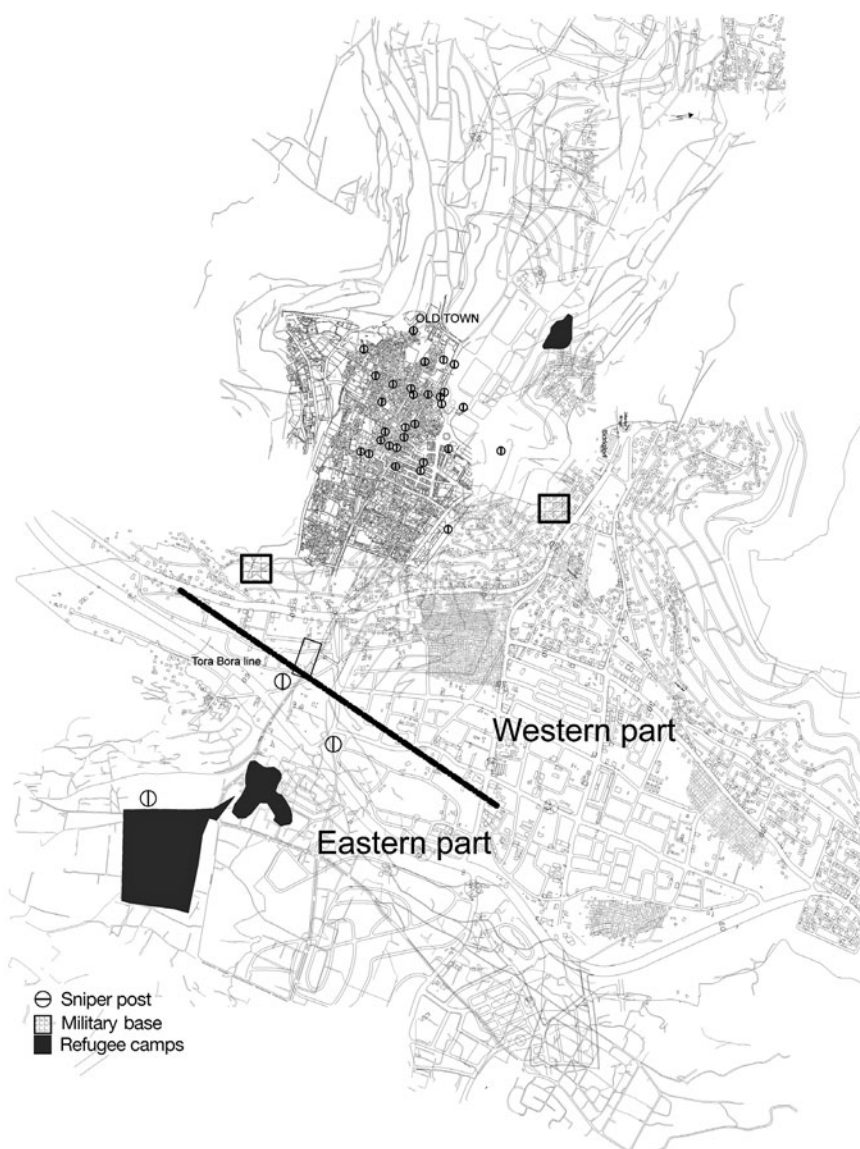 OLD TOWN
Tora Bora line
Western part
Eastern part
Sniper post
Military base
Refugee camps